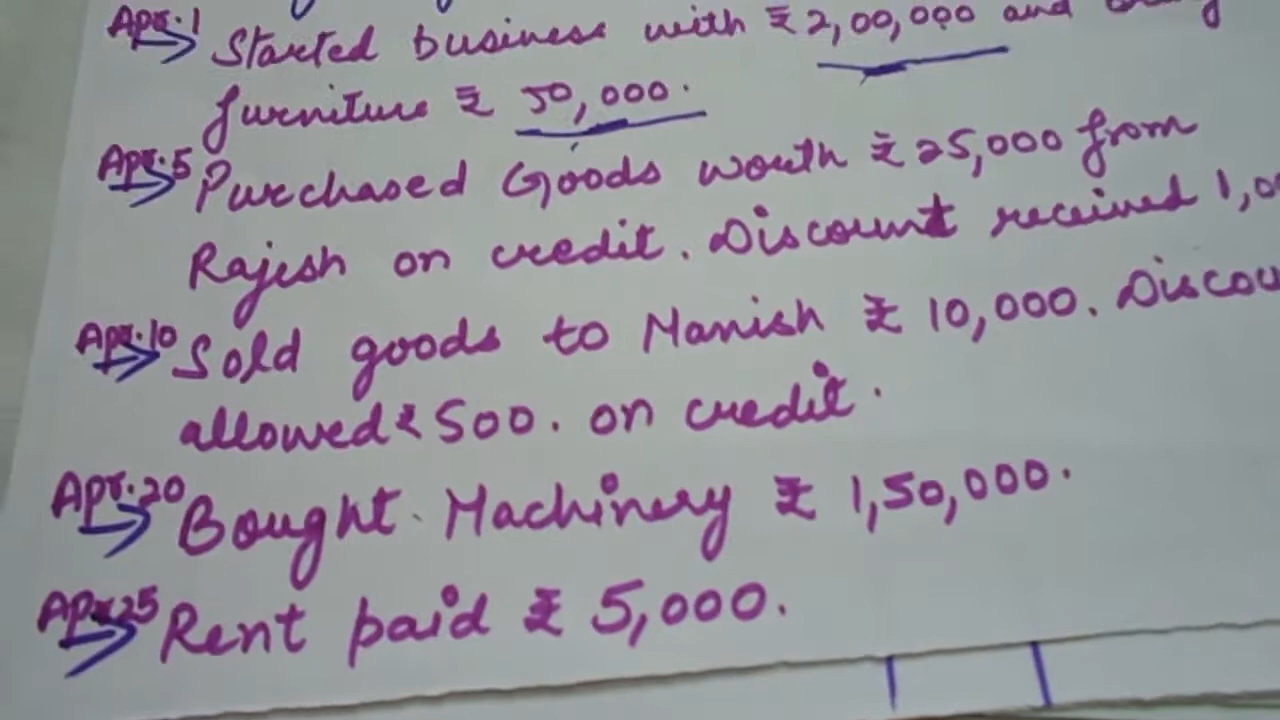 Apr.1 Started business with ₹ 2,00,000 and
furniture ₹ 50,000.
Apr.5 Purchased Goods worth ₹ 25,000 from
Rajesh on credit. Discount received
Apr.10 Sold goods to Manish ₹ 10,000. Discou
allowed ₹ 500. on credit.
Apr.20 Bought Machinery ₹ 1,50,000.
Apr.25 Rent paid ₹ 5,000.